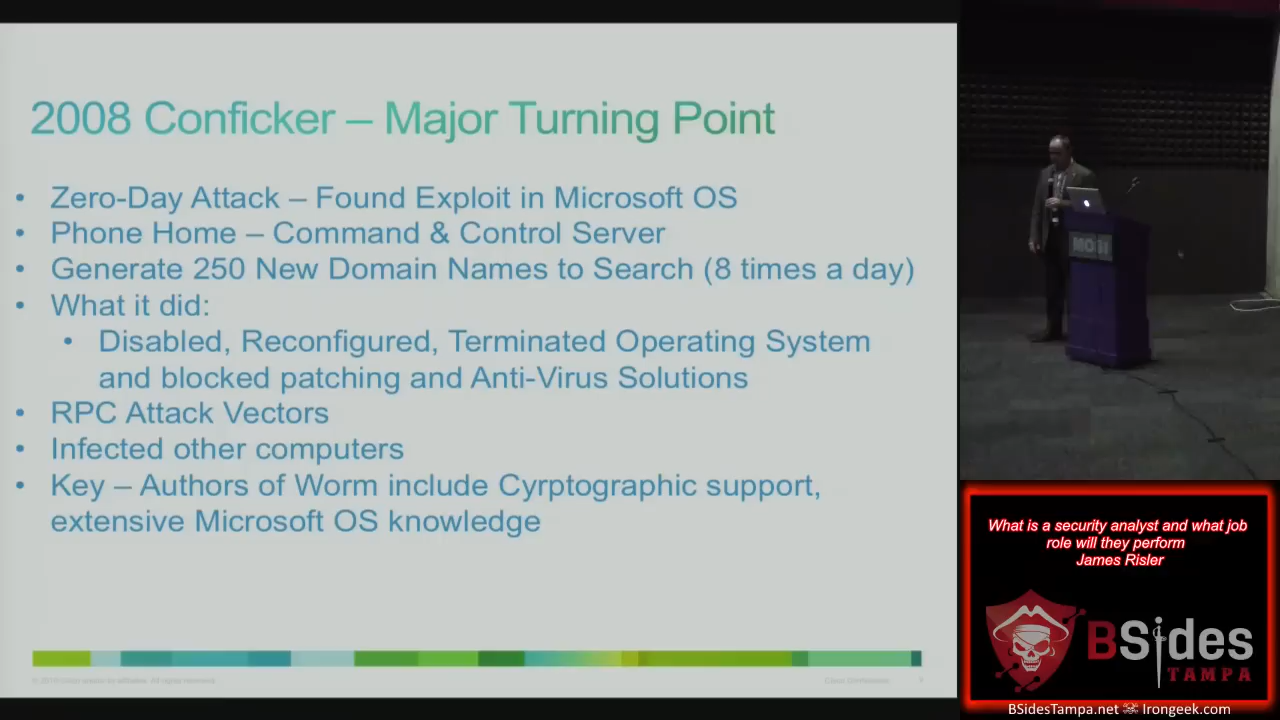 2008 Conficker – Major Turning Point
• Zero-Day Attack – Found Exploit in Microsoft OS
• Phone Home – Command & Control Server
• Generate 250 New Domain Names to Search (8 times a day)
• What it did:
• Disabled, Reconfigured, Terminated Operating System
and blocked patching and Anti-Virus Solutions
• RPC Attack Vectors
• Infected other computers
• Key – Authors of Worm include Cyrptographic support,
extensive Microsoft OS knowledge
What is a security analyst and what job
role will they perform
James Risler
BSides
TAMPA
BSidesTampa.net Irongeek.com